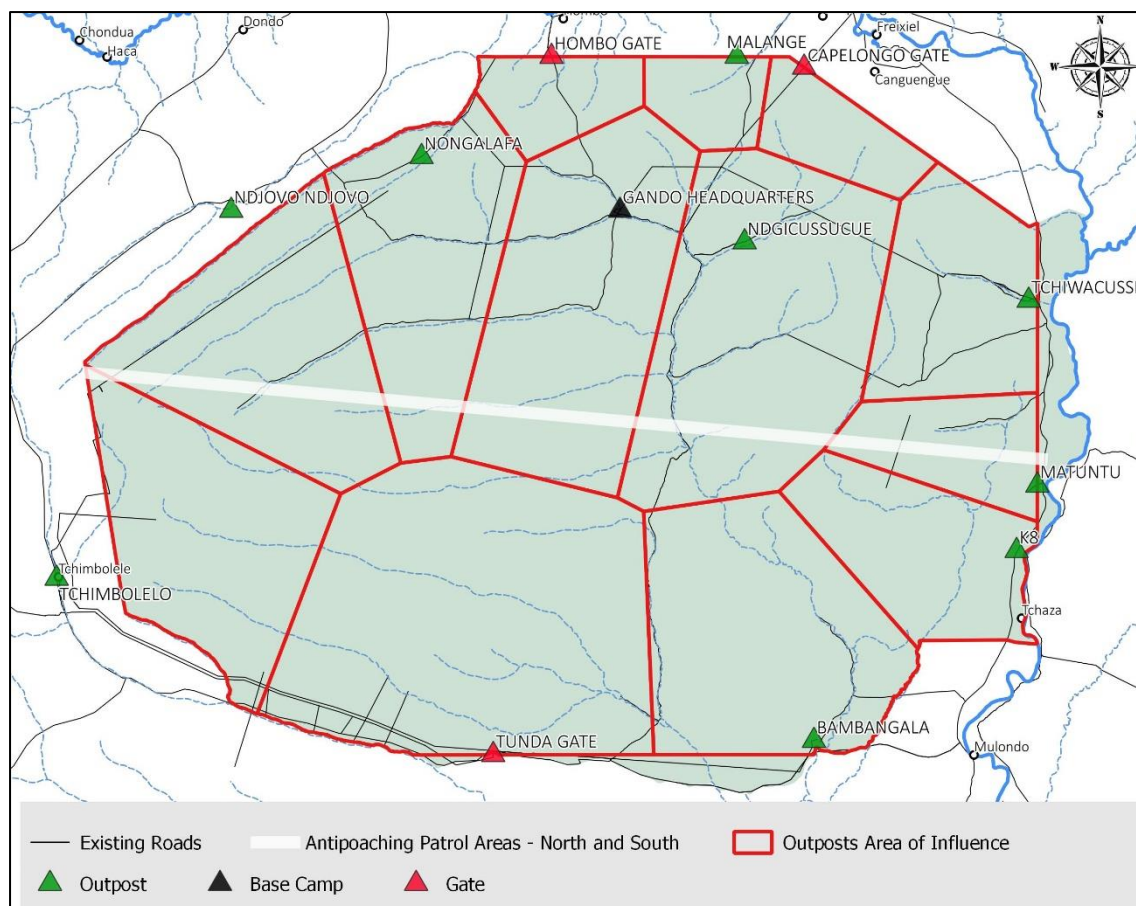 Dondo
Chondua
Haca
Freixiel
Canguengue
N
W
E
S
HOMBO GATE
MALANGE
CAPELONGO GATE
NONGALAFA
NDJOVO NDJOVO
GANDO HEADQUARTERS
NDGICUSSUCUE
TCHIWACUSSE
MATUNTU
K8
Tchimbolele
TCHIMBOLELO
Tchaza
BAMBANGALA
TUNDA GATE
Mulondo
Existing Roads
Antipoaching Patrol Areas - North and South
Outposts Area of Influence
Outpost
Base Camp
Gate